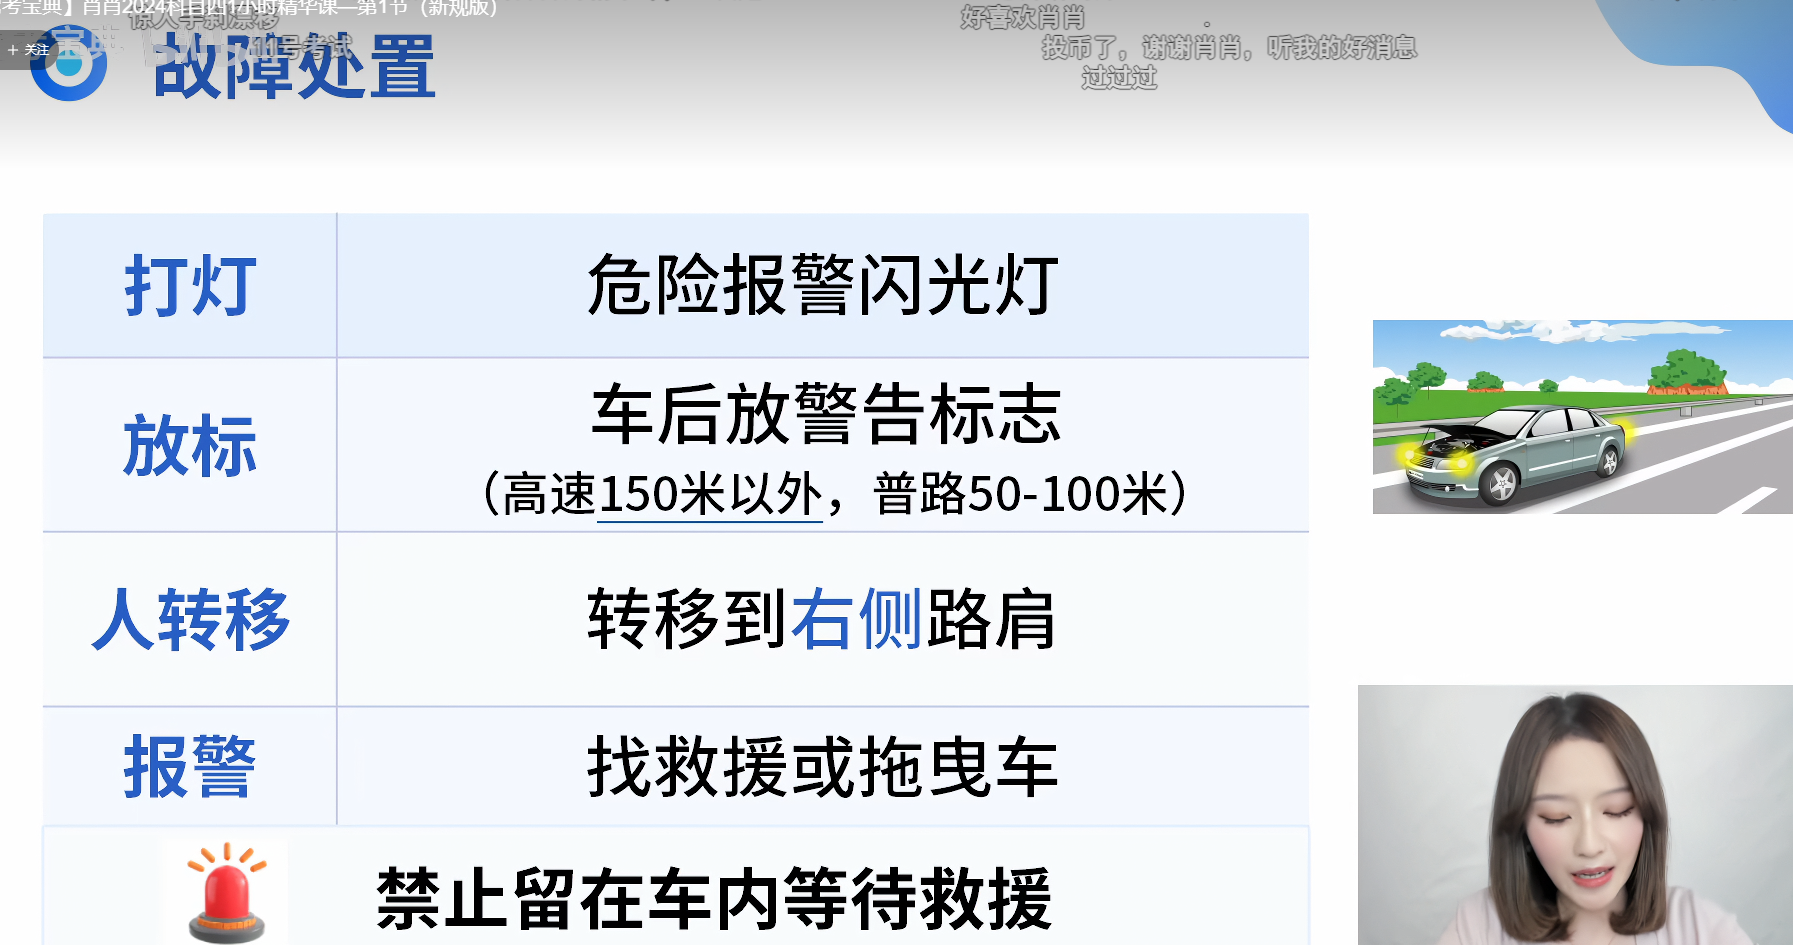 考宝典】肖肖2024科目四1小时精华课—第1节（新规版）
惊人手刹漂移
好喜欢肖肖
.
+ 关注
11号考试
投币了，谢谢肖肖，听我的好消息
过过过
故障处置
打灯
危险报警闪光灯
放标
车后放警告标志
（高速150米以外，普路50-100米）
人转移
转移到右侧路肩
报警
找救援或拖曳车
禁止留在车内等待救援